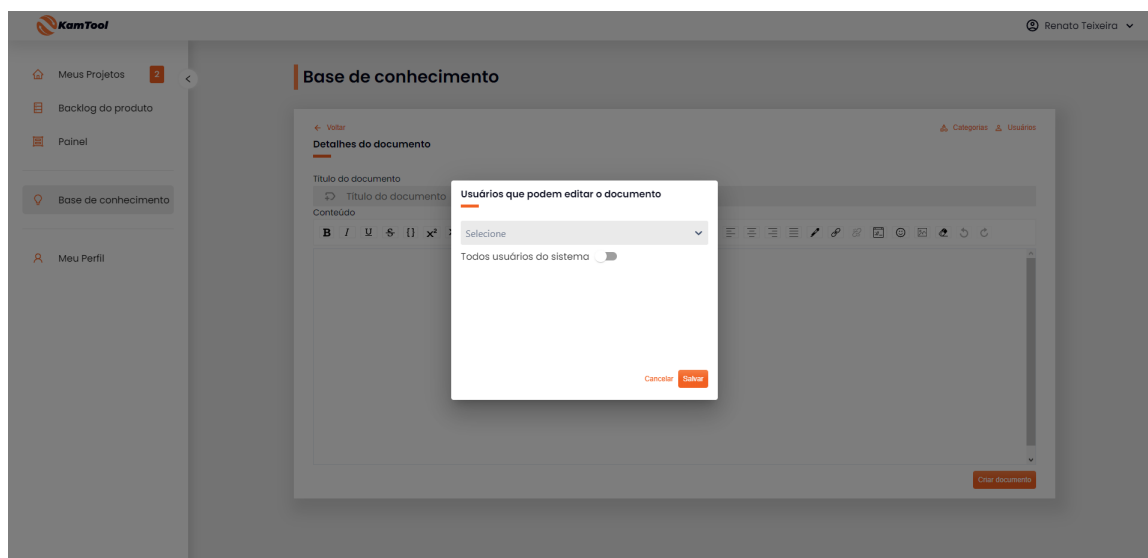 KamTool
Renato Teixeira
Meus Projetos 2
Backlog do produto
Painel
Base de conhecimento
Meu Perfil
Base de conhecimento
← Voltar
Categorias Usuários
Detalhes do documento
Título do documento
Título do documento
Conteúdo
B I U S {} x²
Usuários que podem editar o documento
Selecione
Todos usuários do sistema
Cancelar Salvar
Criar documento